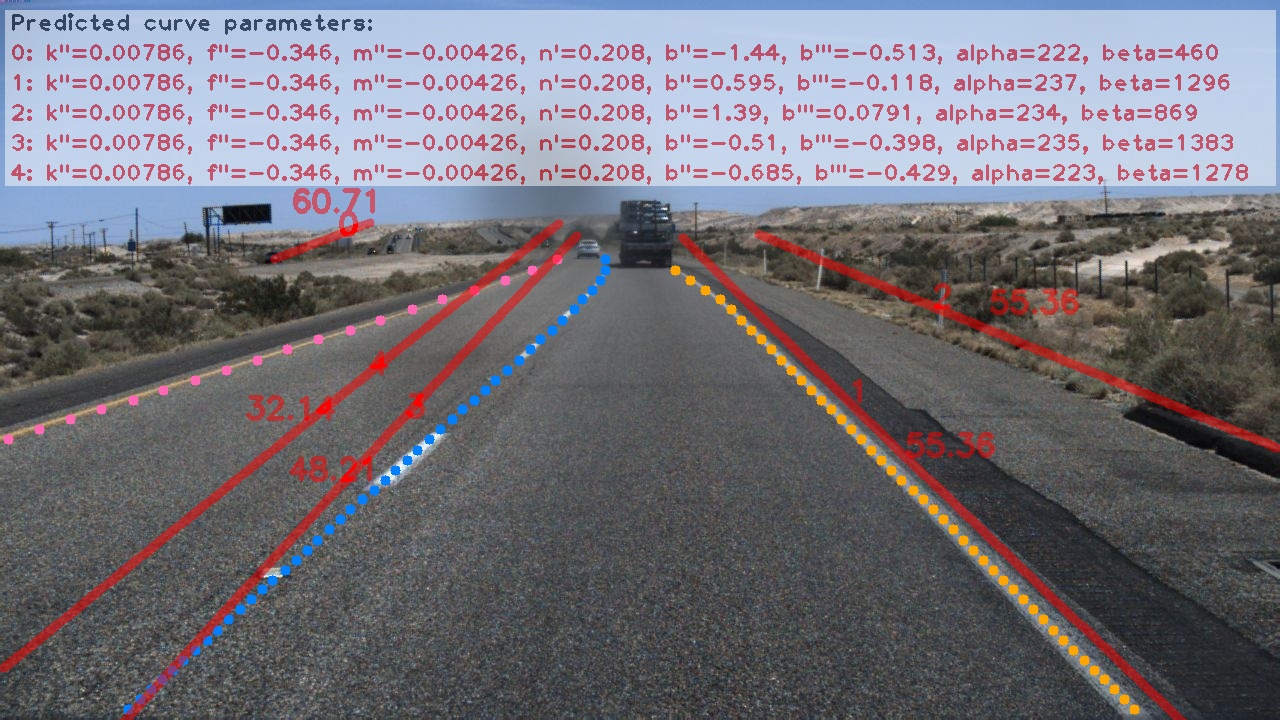 Predicted curve parameters:
0: k''=0.00786, f''=-0.346, m''=-0.00426, n'=0.208, b''=-1.44, b'''=-0.513, alpha=222, beta=460
1: k''=0.00786, f''=-0.346, m''=-0.00426, n'=0.208, b''=0.595, b'''=-0.118, alpha=237, beta=1296
2: k''=0.00786, f''=-0.346, m''=-0.00426, n'=0.208, b''=1.39, b'''=0.0791, alpha=234, beta=869
3: k''=0.00786, f''=-0.346, m''=-0.00426, n'=0.208, b''=-0.51, b'''=-0.398, alpha=235, beta=1383
4: k''=0.00786, f''=-0.346, m''=-0.00426, n'=0.208, b''=-0.685, b'''=-0.429, alpha=223, beta=1278
60.71
0
2 55.36
4
1
32.14
3
55.36
48.21